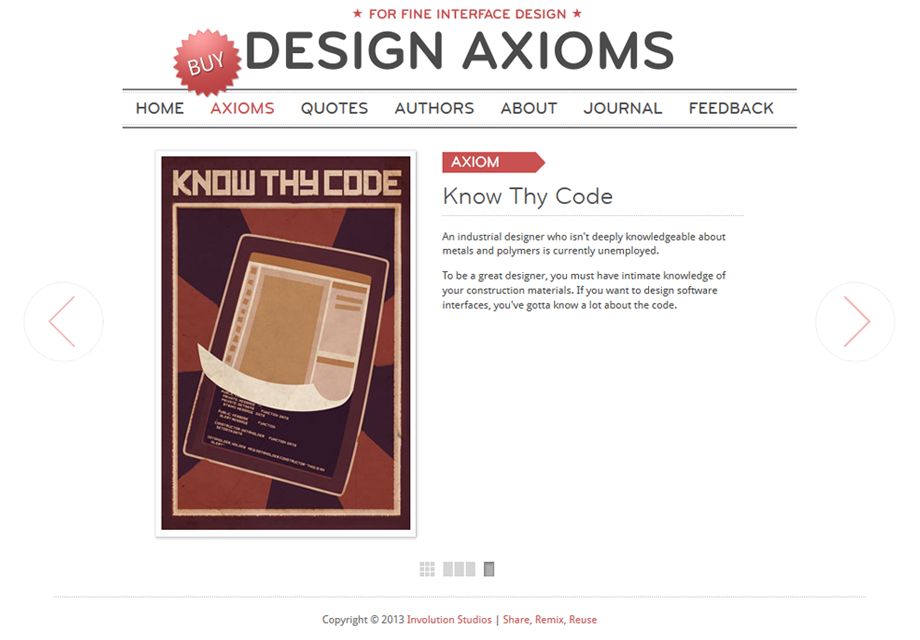 ★ FOR FINE INTERFACE DESIGN ★
BUY
DESIGN AXIOMS
HOME AXIOMS QUOTES AUTHORS ABOUT JOURNAL FEEDBACK
KNOW THY CODE
AXIOM
Know Thy Code
An industrial designer who isn't deeply knowledgeable about
metals and polymers is currently unemployed.
To be a great designer, you must have intimate knowledge of
your construction materials. If you want to design software
interfaces, you've gotta know a lot about the code.
Copyright © 2013 Involution Studios | Share, Remix, Reuse